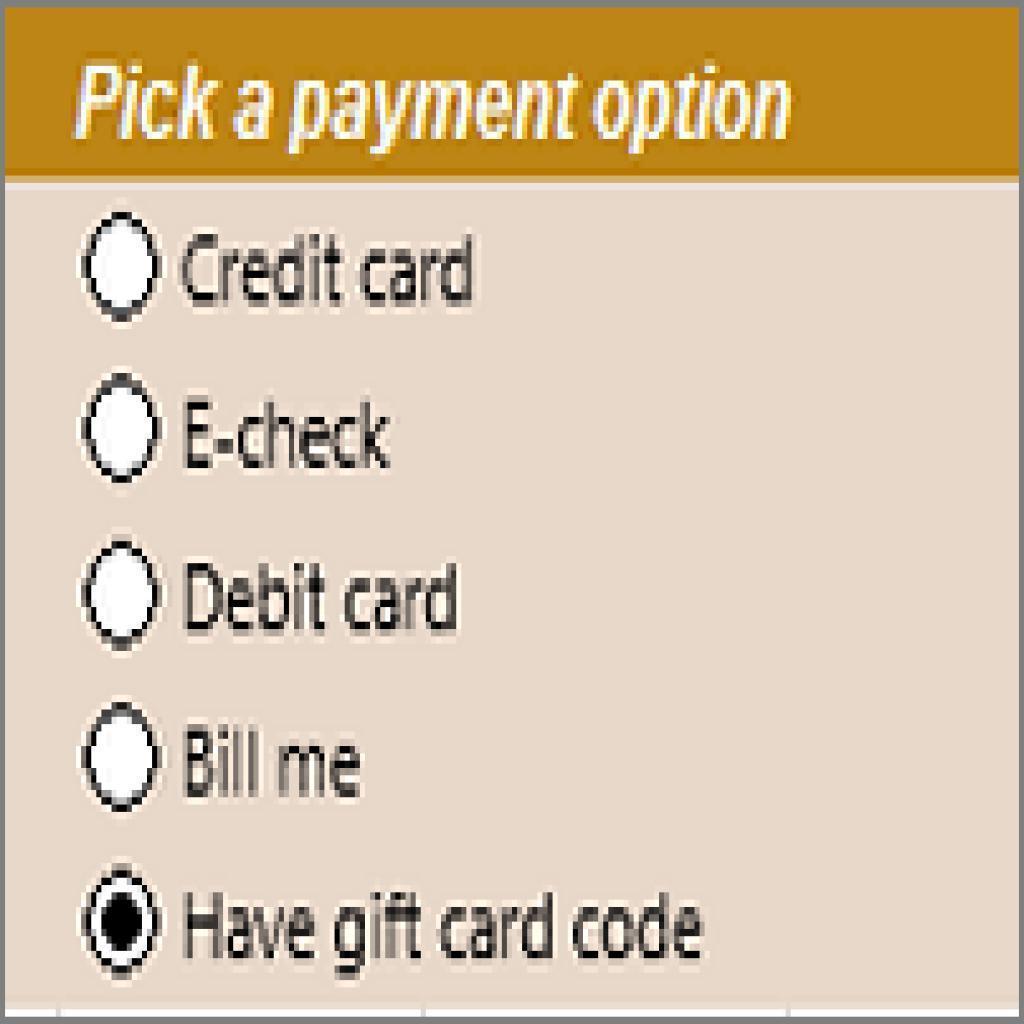 Pick a payment option
Credit card
E-check
Debit card
Bill me
Have gift card code